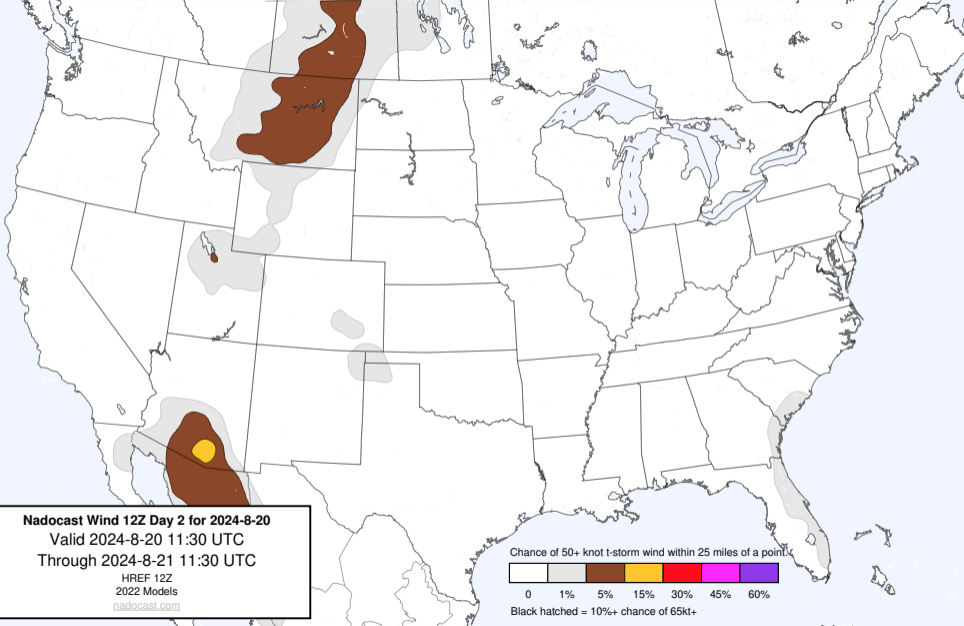 Nadocast Wind 12Z Day 2 for 2024-8-20
Valid 2024-8-20 11:30 UTC
Through 2024-8-21 11:30 UTC
HREF 12Z
2022 Models
nadocast.com
Chance of 50+ knot t-storm wind within 25 miles of a point.
0 1% 5% 15% 30% 45% 60%
Black hatched = 10%+ chance of 65kt+